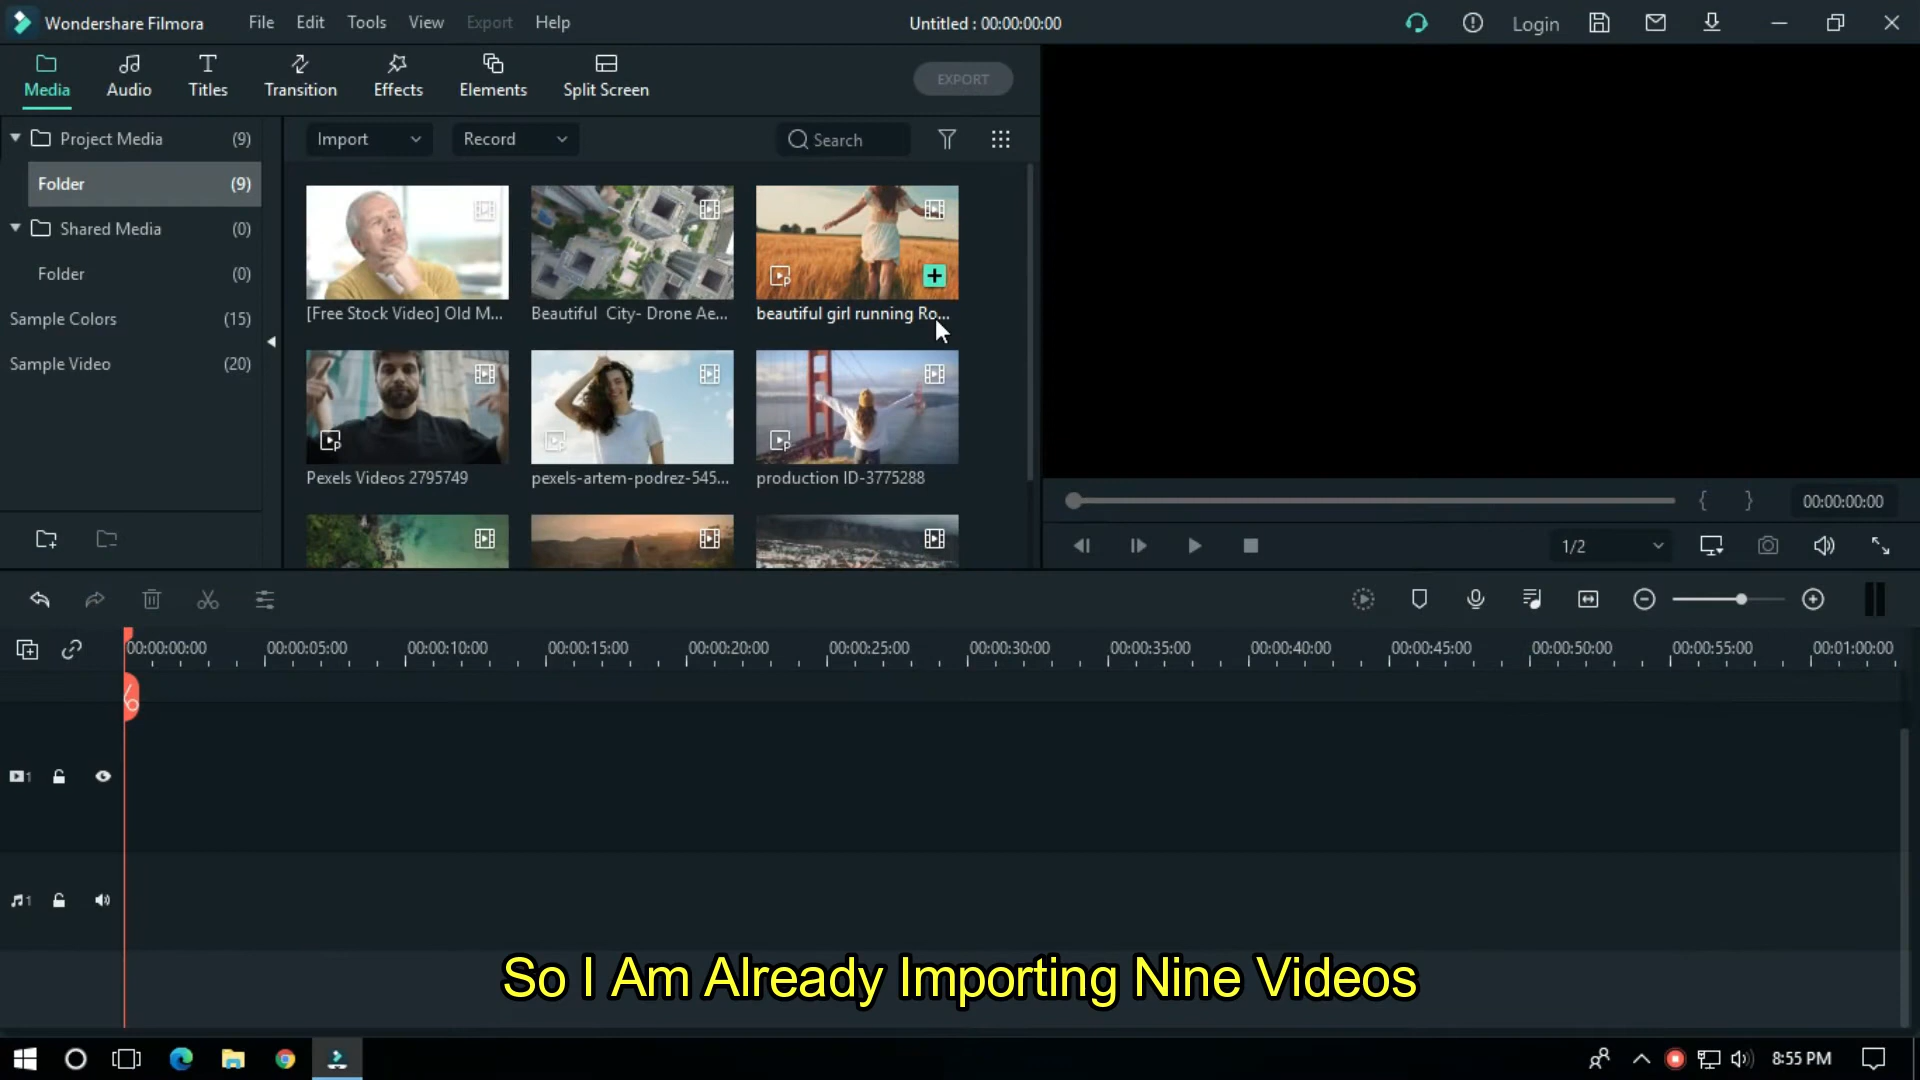 Wondershare Filmora
File Edit Tools View Export Help
Untitled : 00:00:00:00
Login
Media Audio Titles Transition Effects Elements Split Screen
EXPORT
Project Media (9)
Folder (9)
Shared Media (0)
Folder (0)
Sample Colors (15)
Sample Video (20)
Import Record Search
[Free Stock Video] Old M... Beautiful City- Drone Ae... beautiful girl running Ro...
Pexels Videos 2795749 pexels-artem-podrez-545... production ID-3775288
{ } 00:00:00:00
1/2
00:00:00:00 00:00:05:00 00:00:10:00 00:00:15:00 00:00:20:00 00:00:25:00 00:00:30:00 00:00:35:00 00:00:40:00 00:00:45:00 00:00:50:00 00:00:55:00 00:01:00:00
1
1
So I Am Already Importing Nine Videos
8:55 PM